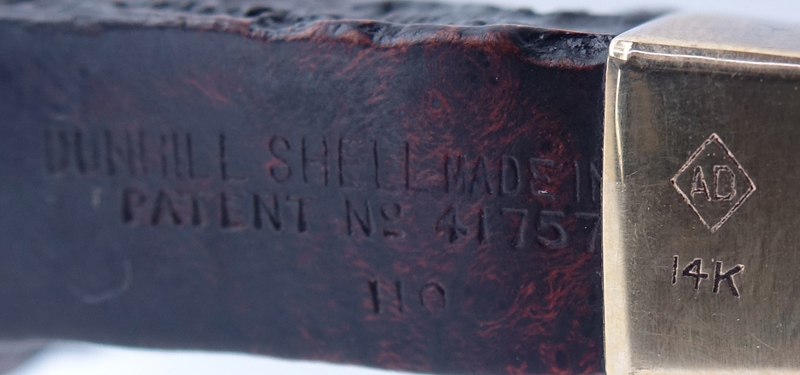 DUNHILL SHELL MADE IN
PATENT No 41757
110
AD
14K